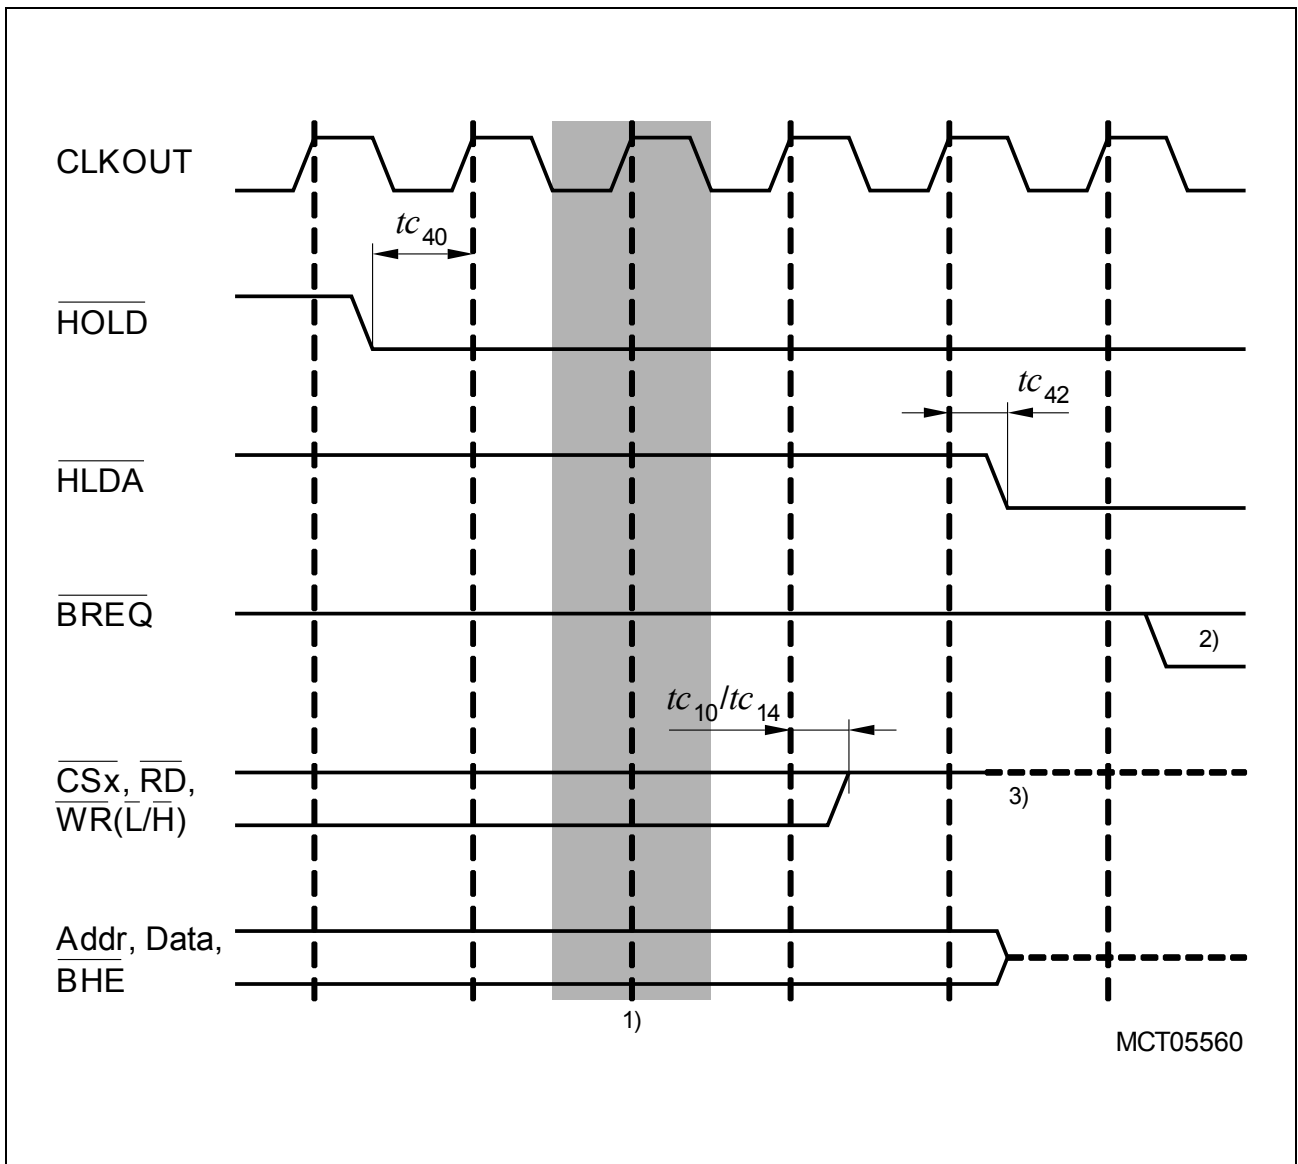 CLKOUT
tc40
HOLD
tc42
HLDA
BREQ
2)
tc10/tc14
CSx, RD,
WR(L/H)
3)
Addr, Data,
BHE
1)
MCT05560